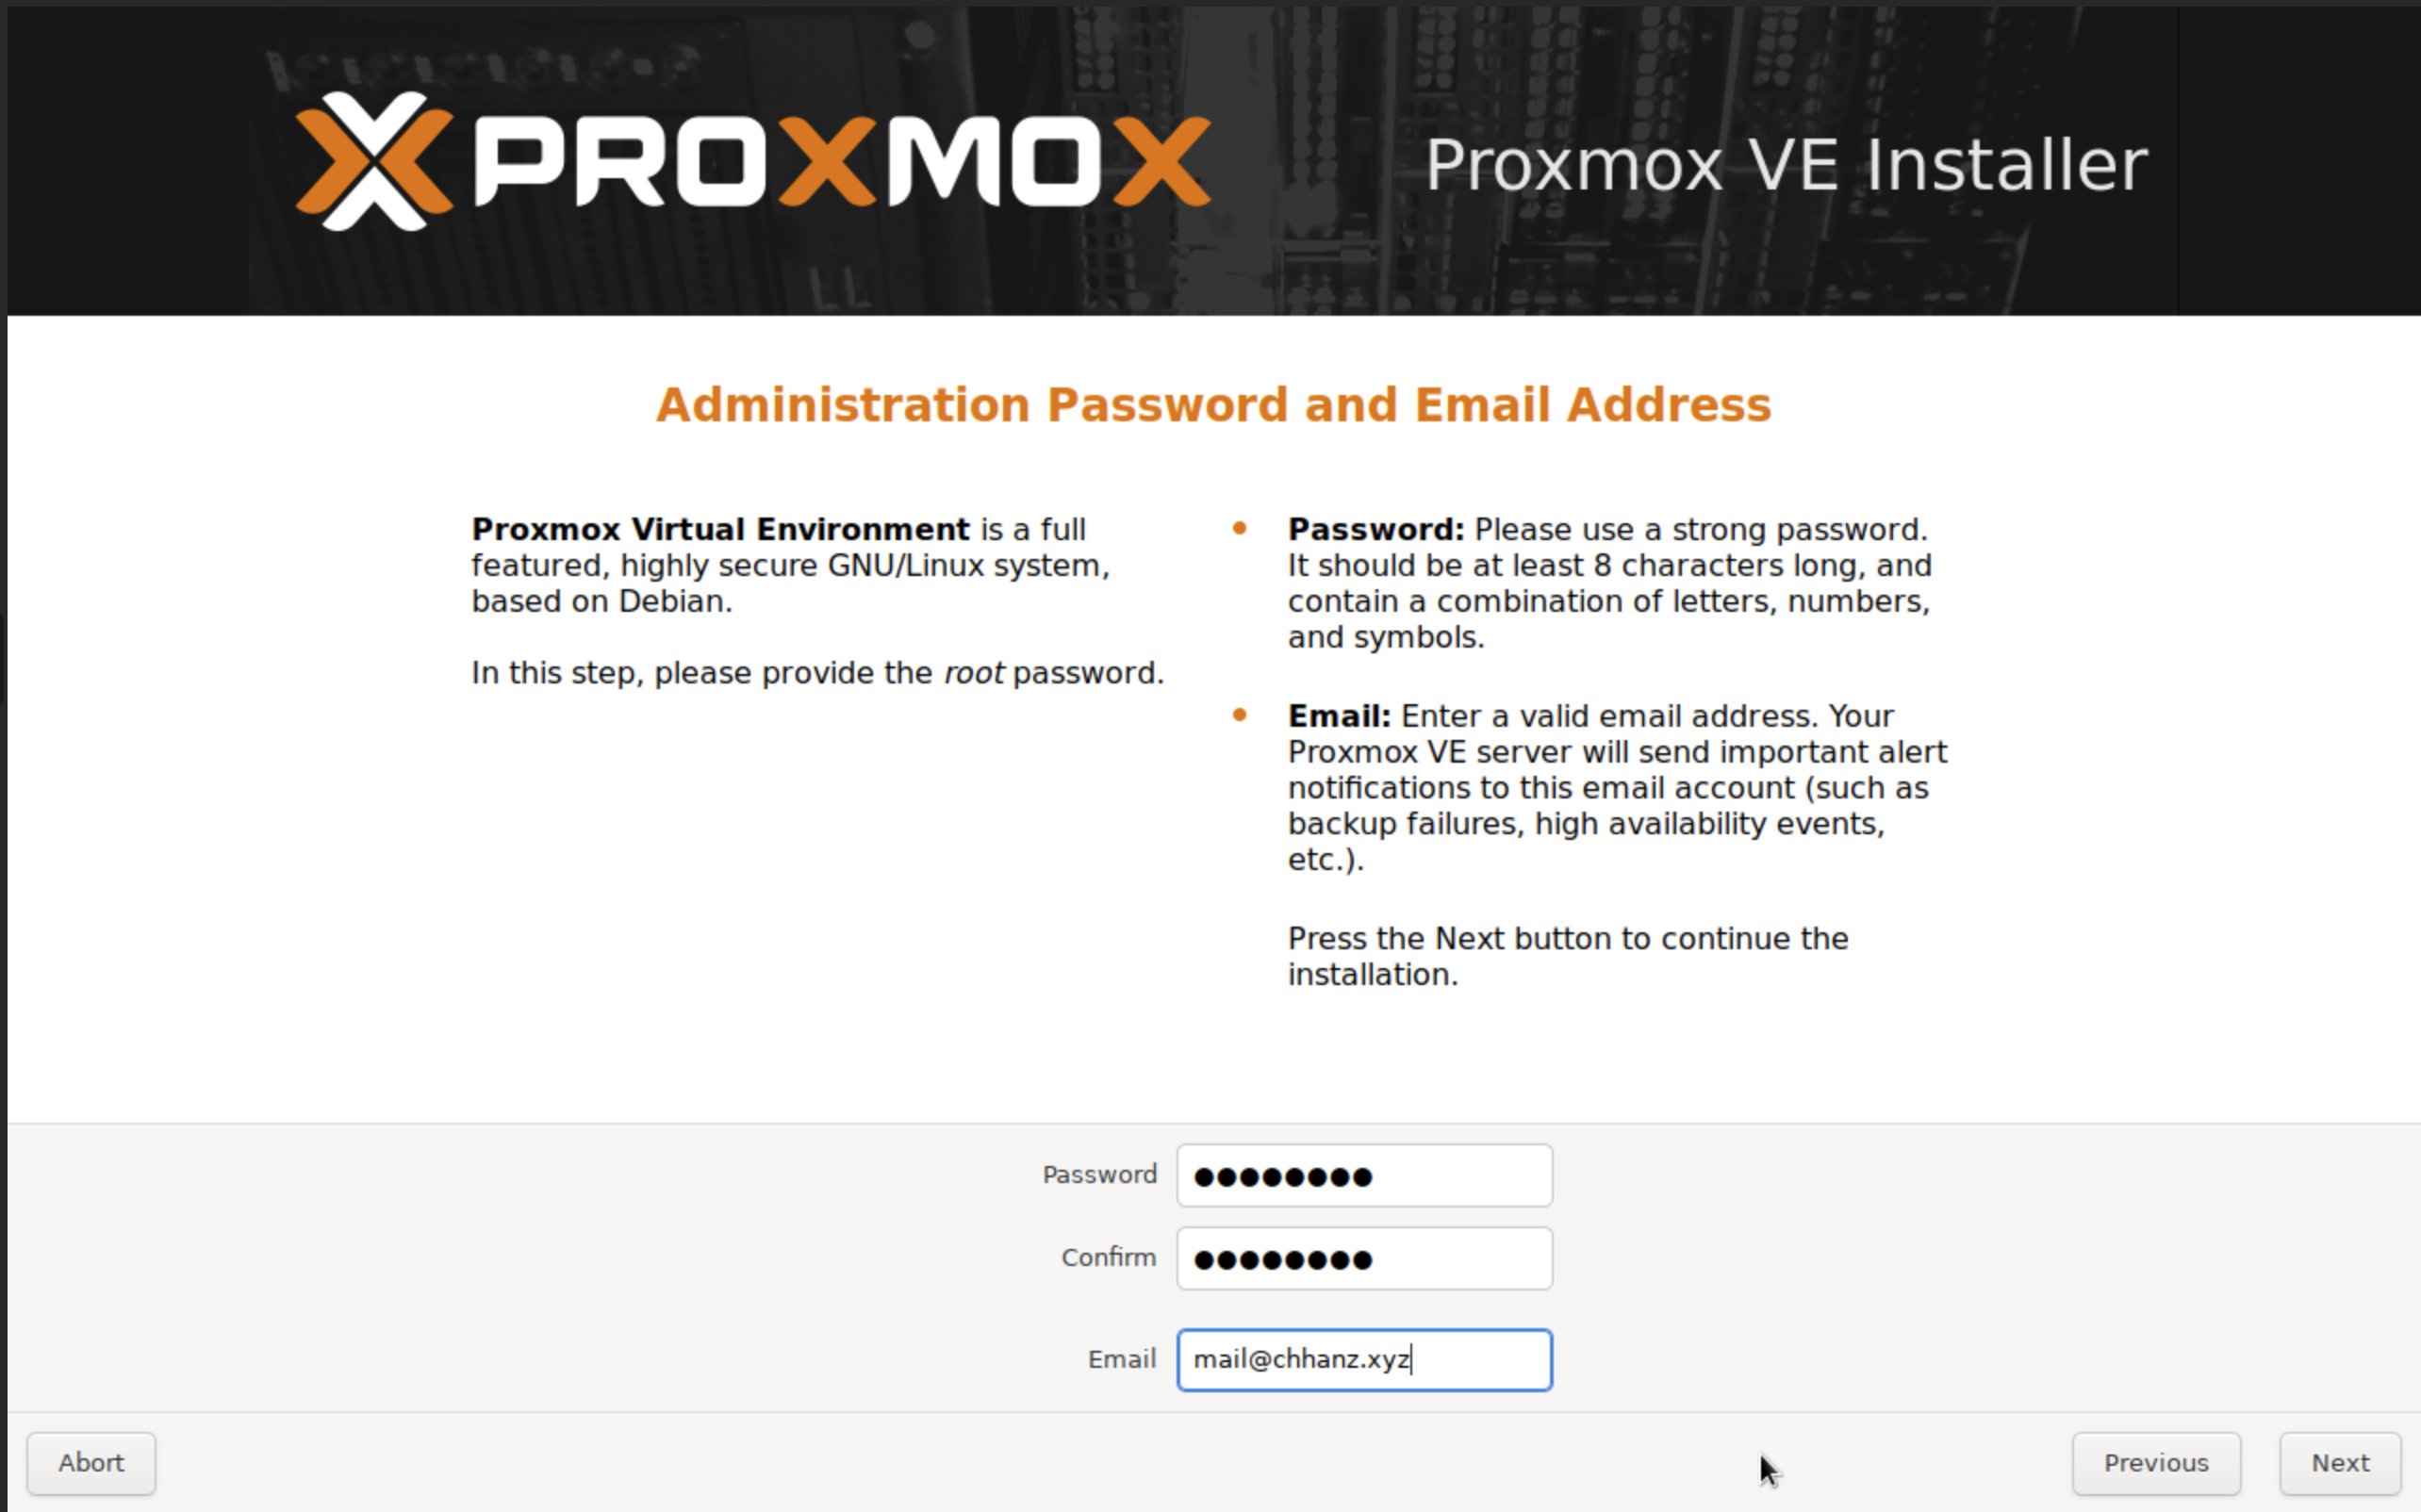 PROXMOX
Proxmox VE Installer
Administration Password and Email Address
Proxmox Virtual Environment is a full
featured, highly secure GNU/Linux system,
based on Debian.
In this step, please provide the root password.
Password: Please use a strong password.
It should be at least 8 characters long, and
contain a combination of letters, numbers,
and symbols.
Email: Enter a valid email address. Your
Proxmox VE server will send important alert
notifications to this email account (such as
backup failures, high availability events,
etc.).
Press the Next button to continue the
installation.
Password ●●●●●●●●
Confirm ●●●●●●●●
Email mail@chhanz.xyz
Abort Previous Next